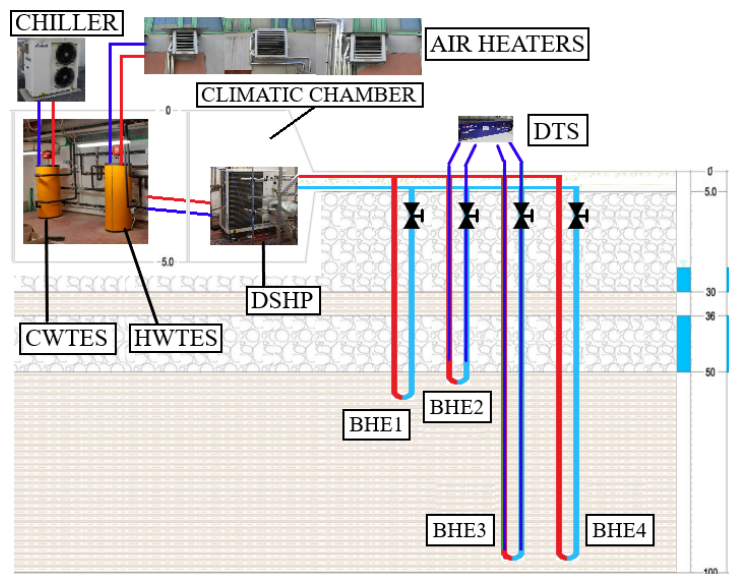 CHILLER
AIR HEATERS
CLIMATIC CHAMBER
DTS
0
0
5.0
5.0
DSHP
30
CWTES
HWTES
36
50
BHE1
BHE2
BHE3
BHE4
100